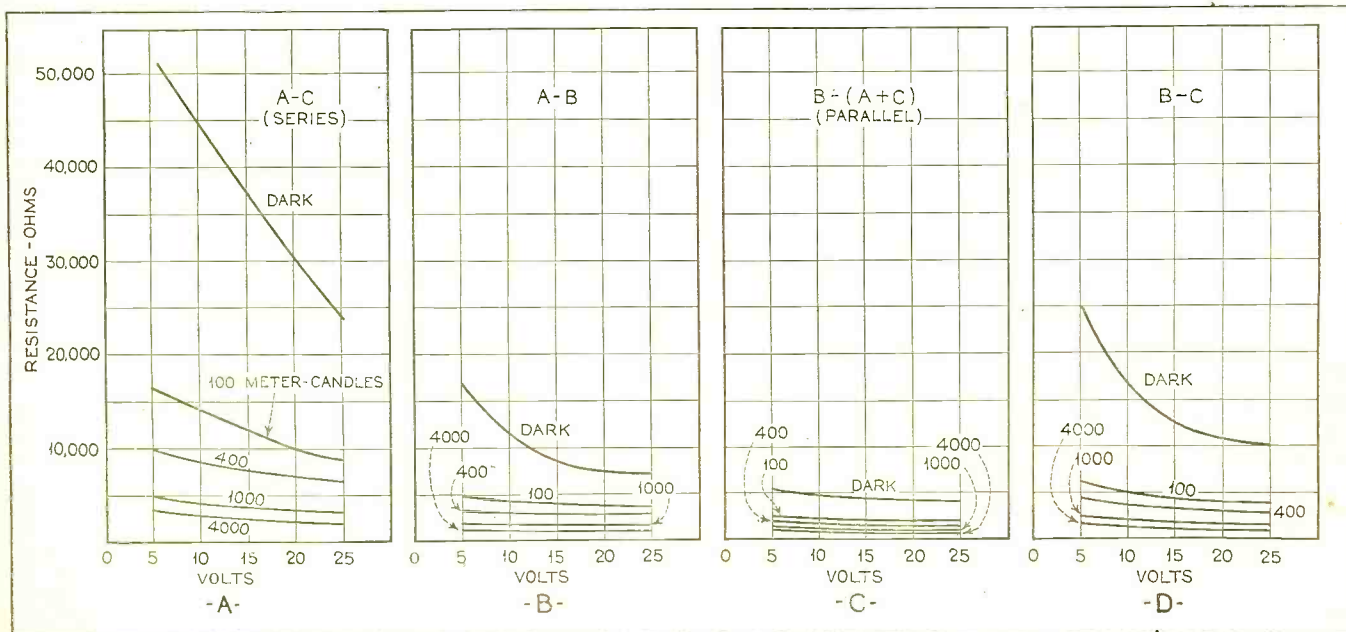 RESISTANCE - OHMS
50,000
40,000
30,000
20,000
10,000
A-C
(SERIES)
DARK
100 METER-CANDLES
400
1000
4000
0 5 10 15 20 25
VOLTS
-A-
A-B
DARK
4000
400
100
1000
0 5 10 15 20 25
VOLTS
-B-
B-(A+C)
(PARALLEL)
400
100
DARK
4000
1000
0 5 10 15 20 25
VOLTS
-C-
B-C
DARK
4000
1000
100
400
0 5 10 15 20 25
VOLTS
-D-